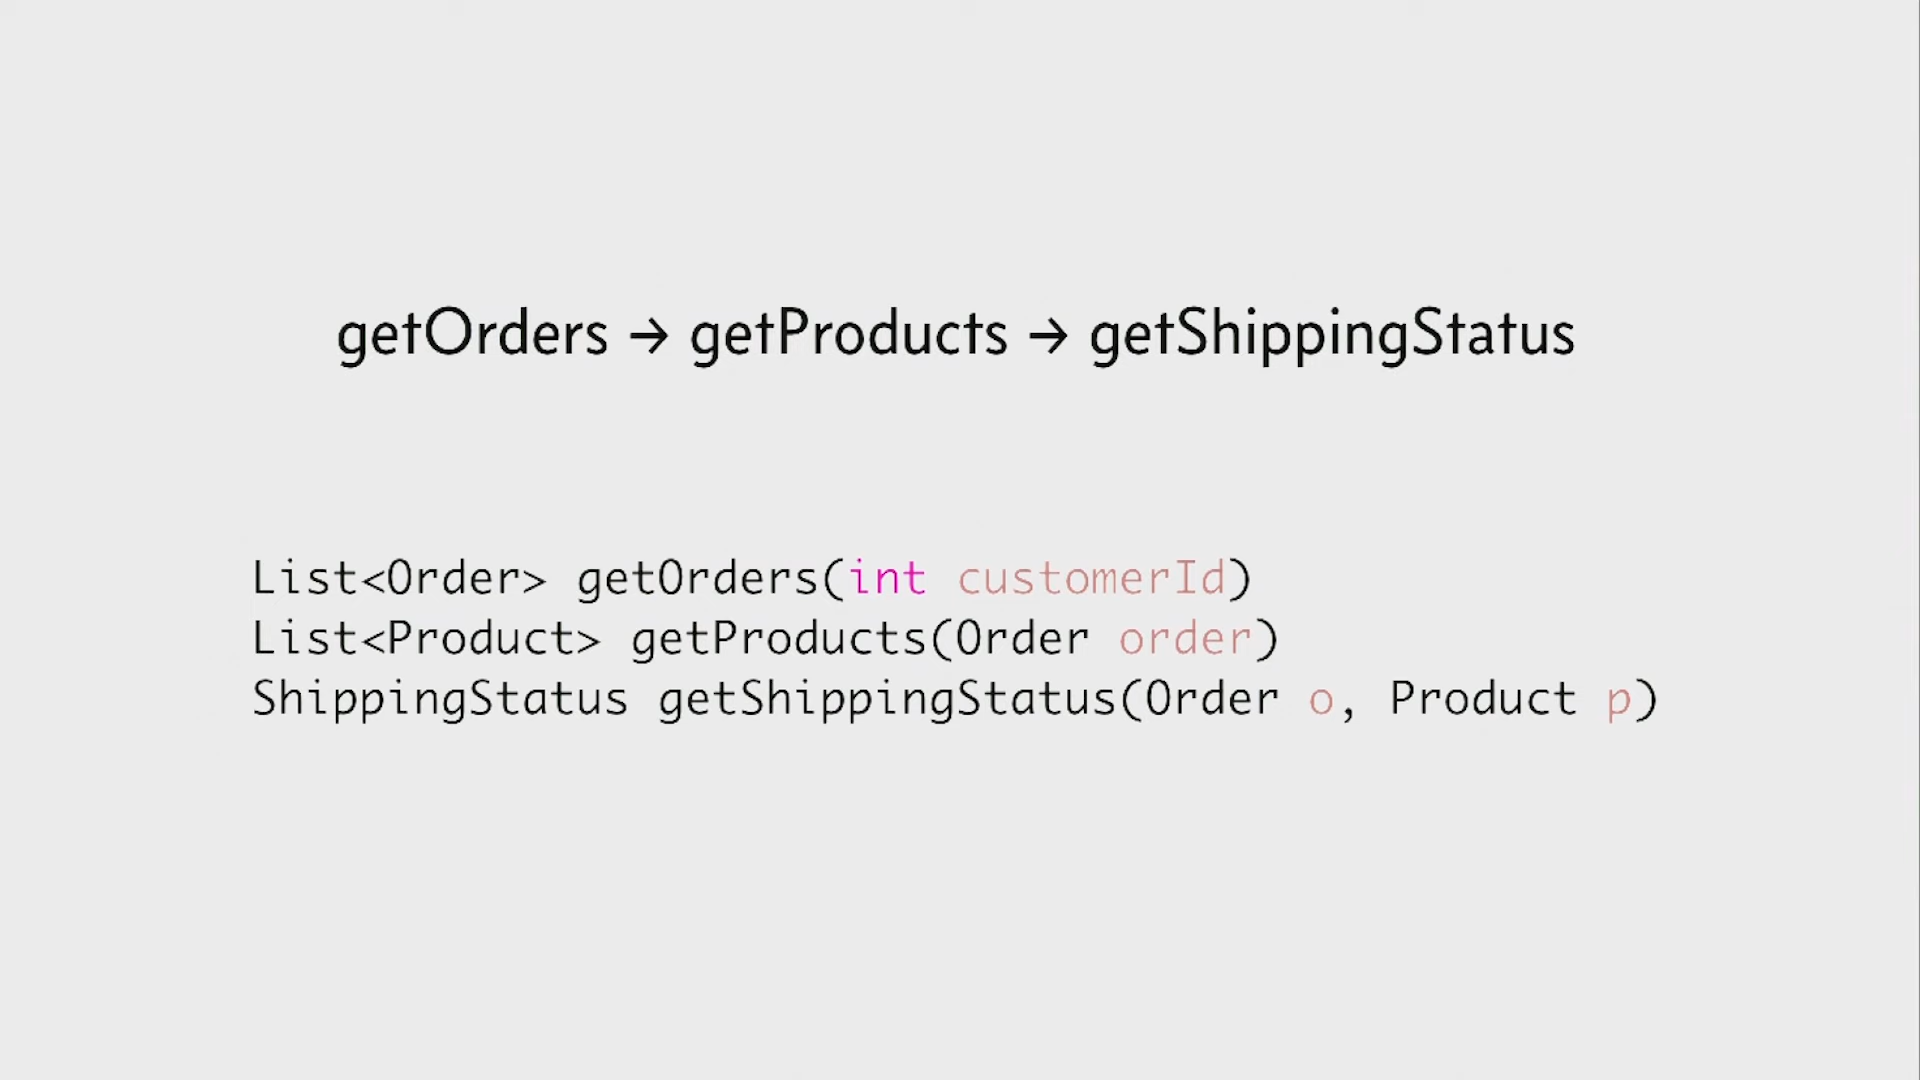 getOrders → getProducts → getShippingStatus
List<Order> getOrders(int customerId)
List<Product> getProducts(Order order)
ShippingStatus getShippingStatus(Order o, Product p)